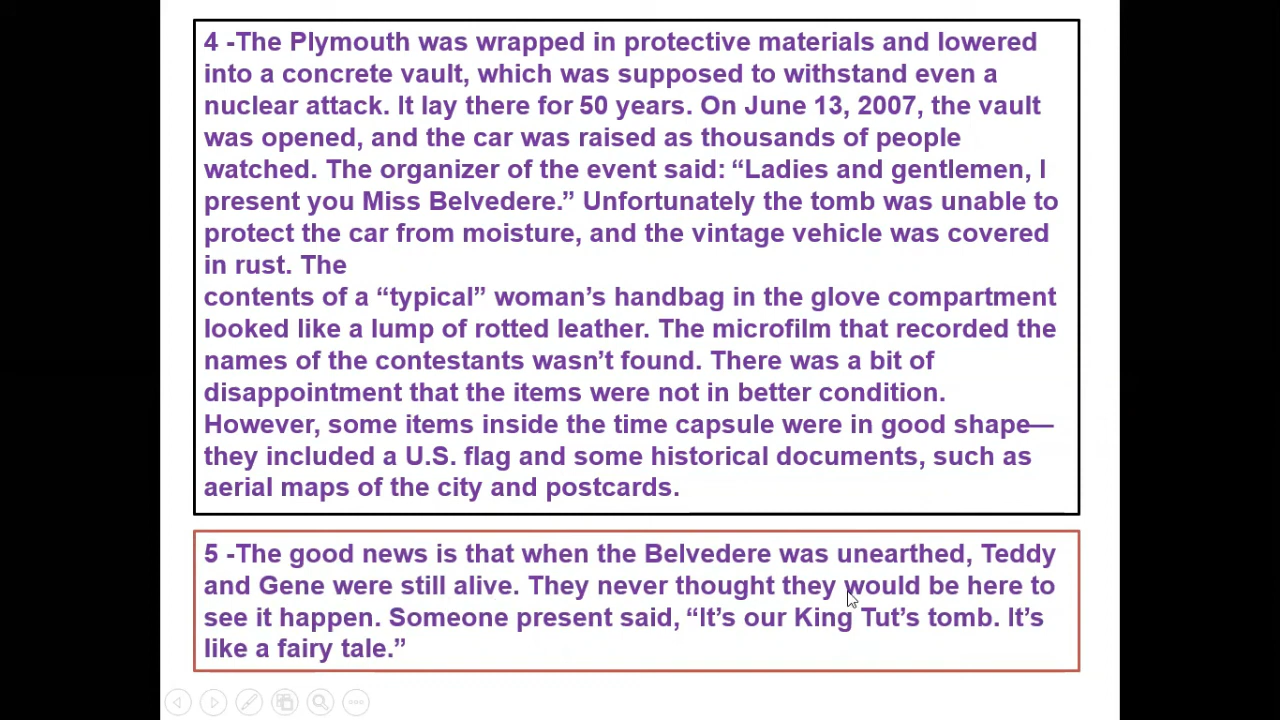 4 -The Plymouth was wrapped in protective materials and lowered
into a concrete vault, which was supposed to withstand even a
nuclear attack. It lay there for 50 years. On June 13, 2007, the vault
was opened, and the car was raised as thousands of people
watched. The organizer of the event said: “Ladies and gentlemen, I
present you Miss Belvedere.” Unfortunately the tomb was unable to
protect the car from moisture, and the vintage vehicle was covered
in rust. The
contents of a “typical” woman’s handbag in the glove compartment
looked like a lump of rotted leather. The microfilm that recorded the
names of the contestants wasn’t found. There was a bit of
disappointment that the items were not in better condition.
However, some items inside the time capsule were in good shape—
they included a U.S. flag and some historical documents, such as
aerial maps of the city and postcards.
5 -The good news is that when the Belvedere was unearthed, Teddy
and Gene were still alive. They never thought they would be here to
see it happen. Someone present said, “It’s our King Tut’s tomb. It’s
like a fairy tale.”